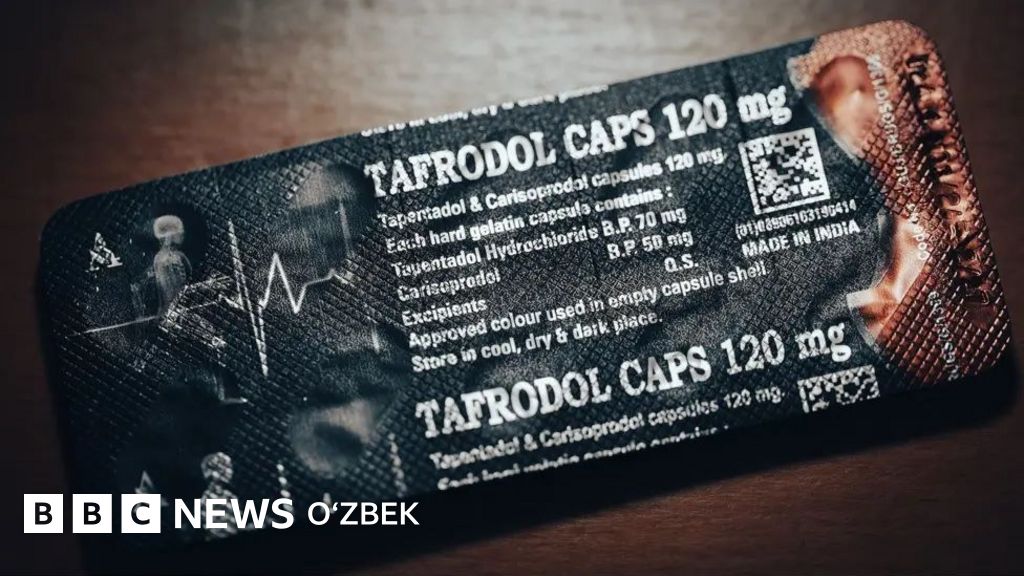 TAFRODOL CAPS 120 mg
Tapentadol & Carisoprodol capsules 120 mg.
Each hard gelatin capsule contains :
Tapentadol Hydrochloride B.P. 70 mg
Carisoprodol B.P. 50 mg
Excipients Q.S.
Approved colour used in empty capsule shell
Store in cool, dry & dark place.
MADE IN INDIA
TAFRODOL CAPS 120 mg
Tapentadol & Carisoprodol capsules 120 mg.
BBC NEWS OʻZBEK